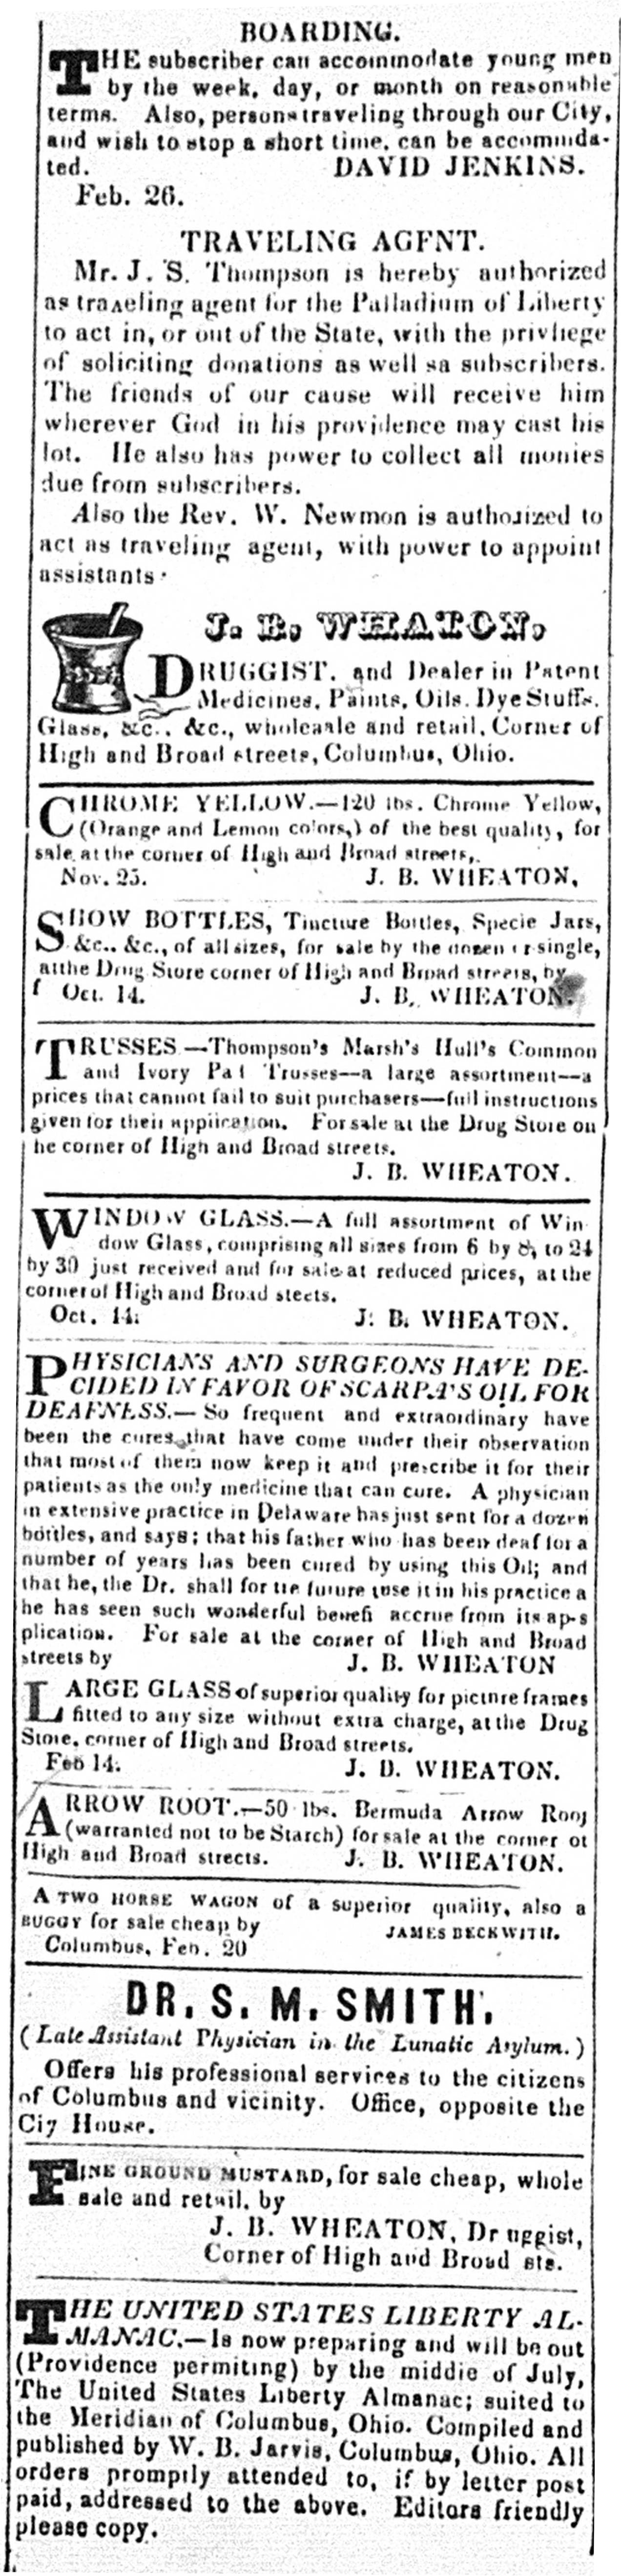 BOARDING.
THE subscriber can accommodate young men
by the week, day, or month on reasonable
terms. Also, persons traveling through our City,
and wish to stop a short time, can be accommda-
ted. DAVID JENKINS.
Feb. 26.
TRAVELING AGENT.
Mr. J. S. Thompson is hereby authorized
as traveling agent for the Palladium of Liberty
to act in, or out of the State, with the privliege
of soliciting donations as well sa subscribers.
The friends of our cause will receive him
wherever God in his providence may cast his
lot. He also has power to collect all monies
due from subscribers.
Also the Rev. W. Newmon is authorized to
act as traveling agent, with power to appoint
assistants.
J. B. WHEATON,
DRUGGIST, and Dealer in Patent
Medicines, Paints, Oils. Dye Stuffs.
Glass, &c., &c., wholeasle and retail, Corner of
High and Broad streets, Columbus, Ohio.
CHROME YELLOW.—120 lbs. Chrome Yellow,
(Orange and Lemon colors,) of the best quality, for
sale at the corner of High and Broad streets,.
Nov. 25. J. B. WHEATON,
SHOW BOTTLES, Tincture Bottles, Specie Jars,
&c., &c., of all sizes, for sale by the dozen or single,
atthe Drug Store corner of High and Broad streets, by
f Oct. 14. J. B. WHEATON.
TRUSSES—Thompson's Marsh's Hull's Common
and Ivory Pat Trusses—a large assortment—a
prices that cannot fail to suit purchasers—full instructions
given for their application. For sale at the Drug Store on
he corner of High and Broad streets.
J. B. WHEATON.
WINDOW GLASS.—A full assortment of Win
dow Glass, comprising all sizes from 6 by 8, to 24
by 30 just received and for sale at reduced prices, at the
corner of High and Broad steets.
Oct. 14: J: B. WHEATON.
PHYSICIANS AND SURGEONS HAVE DE-
CIDED IN FAVOR OF SCARPA'S OIL FOR
DEAFNESS.—So frequent and extraordinary have
been the cures that have come under their observation
that most of them now keep it and prescribe it for their
patients as the only medicine that can cure. A physician
in extensive practice in Delaware has just sent for a dozen
bottles, and says; that his father who has been deaf for a
number of years has been cured by using this Oil; and
that he, the Dr. shall for tie future tuse it in his practice a
he has seen such wonderful benefi accrue from its ap-s
plication. For sale at the corner of High and Broad
streets by J. B. WHEATON
LARGE GLASS of superior quality for picture frames
fitted to any size without extra charge, at the Drug
Store, corner of High and Broad streets.
Feb 14. J. B. WHEATON.
ARROW ROOT.—50 lbs. Bermuda Arrow Rooj
(warranted not to be Starch) for sale at the corner ot
High and Broad streets. J. B. WHEATON.
A TWO HORSE WAGON of a superior quality, also a
BUGGY for sale cheap by JAMES BECKWITH.
Columbus, Feb. 20
DR. S. M. SMITH.
(Late Assistant Physician in the Lunatic Asylum.)
Offers his professional services to the citizens
of Columbus and vicinity. Office, opposite the
Ci7 House.
FINE GROUND MUSTARD, for sale cheap, whole
sale and retail. by
J. B. WHEATON, Druggist,
Corner of High and Broad sts.
THE UNITED STATES LIBERTY AL-
MANAC.—Is now preparing and will be out
(Providence permiting) by the middle of July,
The United States Liberty Almanac; suited to
the Meridian of Columbus, Ohio. Compiled and
published by W. B. Jarvis, Columbus, Ohio. All
orders promptly attended to, if by letter post
paid, addressed to the above. Editors friendly
please copy.